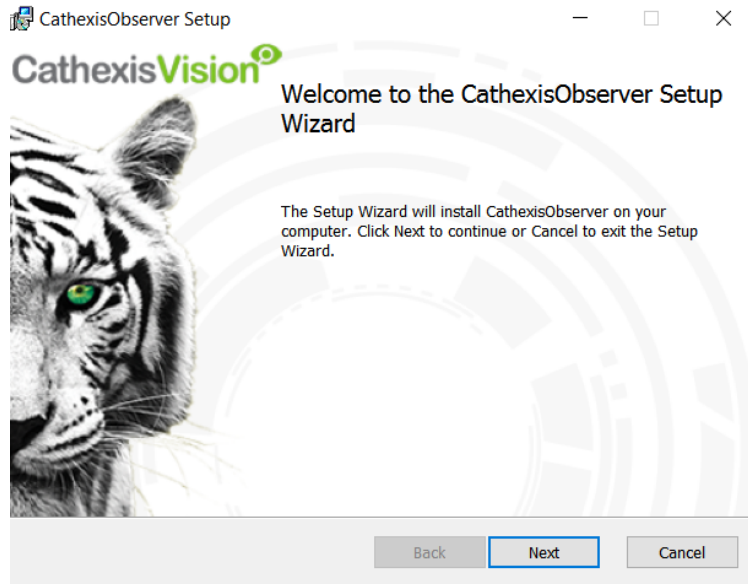 CathexisObserver Setup
CathexisVision
Welcome to the CathexisObserver Setup
Wizard
The Setup Wizard will install CathexisObserver on your
computer. Click Next to continue or Cancel to exit the Setup
Wizard.
Back Next Cancel